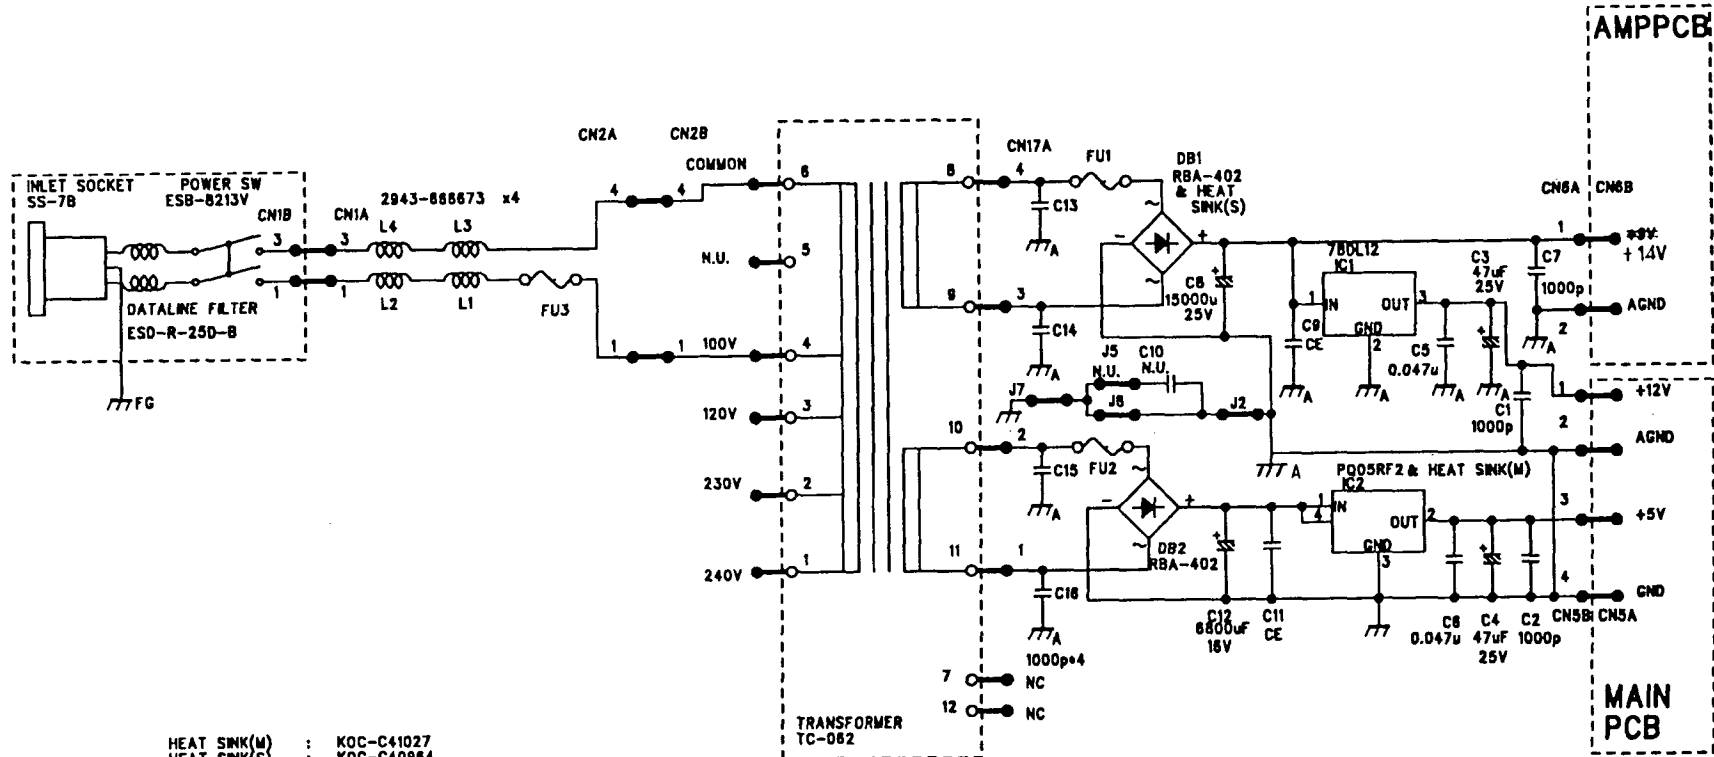 AMPPCB
CN2A CN2B
COMMON
INLET SOCKET
SS-7B
POWER SW
ESB-8213V
CN1B
CN1A
2943-666673 x4
L4 L3
L2 L1
3 3
1 1
FU3
DATALINE FILTER
ESD-R-25D-B
FG
4 4
1 1
6
N.U. 5
100V 4
120V 3
230V 2
240V 1
TRANSFORMER
TC-062
8
9
10
11
7 NC
12 NC
CN17A
4
3
2
1
FU1
C13
A
C14
A
DB1
RBA-402
& HEAT
SINK(S)
~
- +
~
C8
15000u
25V
78DL12
IC1
1 IN OUT 3
GND
2
C9
CE
A
A
C5
0.047u
A
C3
47uF
25V
A
C7
1000p
A
CN6A CN6B
1
+14V
AGND
2
J5 C10
N.U. N.U.
J7
J6
J2
A
C1
1000p
1 +12V
2 AGND
FU2
C15
A
DB2
RBA-402
~
- +
~
C16
A
1000p*4
C12
6800uF
16V
C11
CE
PQ05RF2 & HEAT SINK(M)
IC2
1
4
IN OUT 2
GND
3
C6
0.047u
C4
47uF
25V
C2
1000p
3 +5V
4 GND
CN5B CN5A
MAIN
PCB
HEAT SINK(M) : KOC-C41027